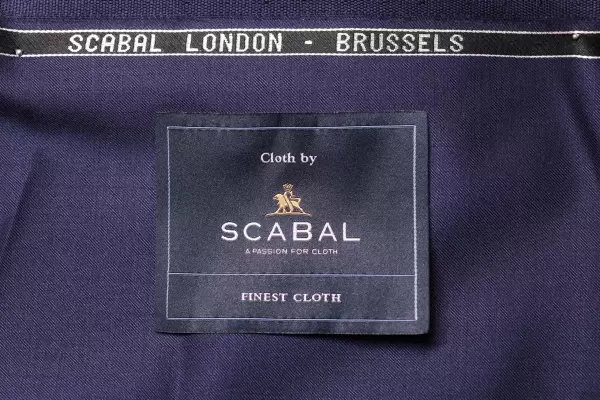 SCABAL LONDON - BRUSSELS
Cloth by
SCABAL
A PASSION FOR CLOTH
FINEST CLOTH